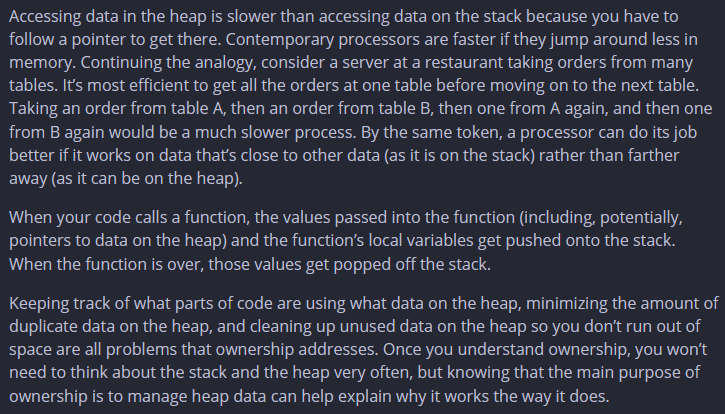 Accessing data in the heap is slower than accessing data on the stack because you have to
follow a pointer to get there. Contemporary processors are faster if they jump around less in
memory. Continuing the analogy, consider a server at a restaurant taking orders from many
tables. It’s most efficient to get all the orders at one table before moving on to the next table.
Taking an order from table A, then an order from table B, then one from A again, and then one
from B again would be a much slower process. By the same token, a processor can do its job
better if it works on data that’s close to other data (as it is on the stack) rather than farther
away (as it can be on the heap).
When your code calls a function, the values passed into the function (including, potentially,
pointers to data on the heap) and the function’s local variables get pushed onto the stack.
When the function is over, those values get popped off the stack.
Keeping track of what parts of code are using what data on the heap, minimizing the amount of
duplicate data on the heap, and cleaning up unused data on the heap so you don’t run out of
space are all problems that ownership addresses. Once you understand ownership, you won’t
need to think about the stack and the heap very often, but knowing that the main purpose of
ownership is to manage heap data can help explain why it works the way it does.